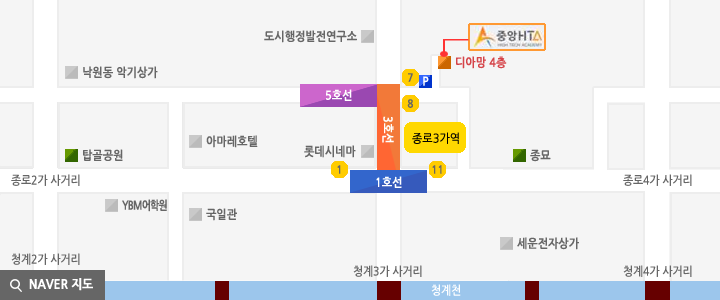 도시행정발전연구소
중앙HTA
HIGH TECH ACADEMY
디아망 4층
낙원동 악기상가
7
P
5호선
8
3호선
아마레호텔
종로3가역
탑골공원
롯데시네마
종묘
1
11
종로2가 사거리
1호선
종로4가 사거리
YBM어학원
국일관
세운전자상가
청계2가 사거리
청계3가 사거리
청계4가 사거리
NAVER 지도
청계천